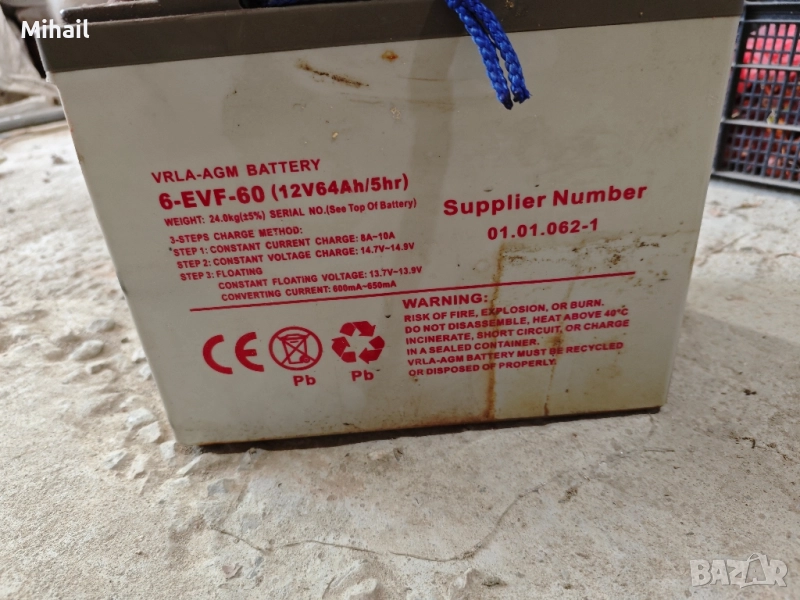 Mihail
VRLA-AGM BATTERY
6-EVF-60 (12V64Ah/5hr)
WEIGHT: 24.0kg(±5%) SERIAL NO.(See Top Of Battery)
3-STEPS CHARGE METHOD:
STEP 1: CONSTANT CURRENT CHARGE: 8A~10A
STEP 2: CONSTANT VOLTAGE CHARGE: 14.7V~14.9V
STEP 3: FLOATING
CONSTANT FLOATING VOLTAGE: 13.7V~13.9V
CONVERTING CURRENT: 600mA~650mA
Supplier Number
01.01.062-1
WARNING:
RISK OF FIRE, EXPLOSION, OR BURN.
DO NOT DISASSEMBLE, HEAT ABOVE 40°C
INCINERATE, SHORT CIRCUIT, OR CHARGE
IN A SEALED CONTAINER.
VRLA-AGM BATTERY MUST BE RECYCLED
OR DISPOSED OF PROPERLY.
CE
Pb
Pb
BAZAR